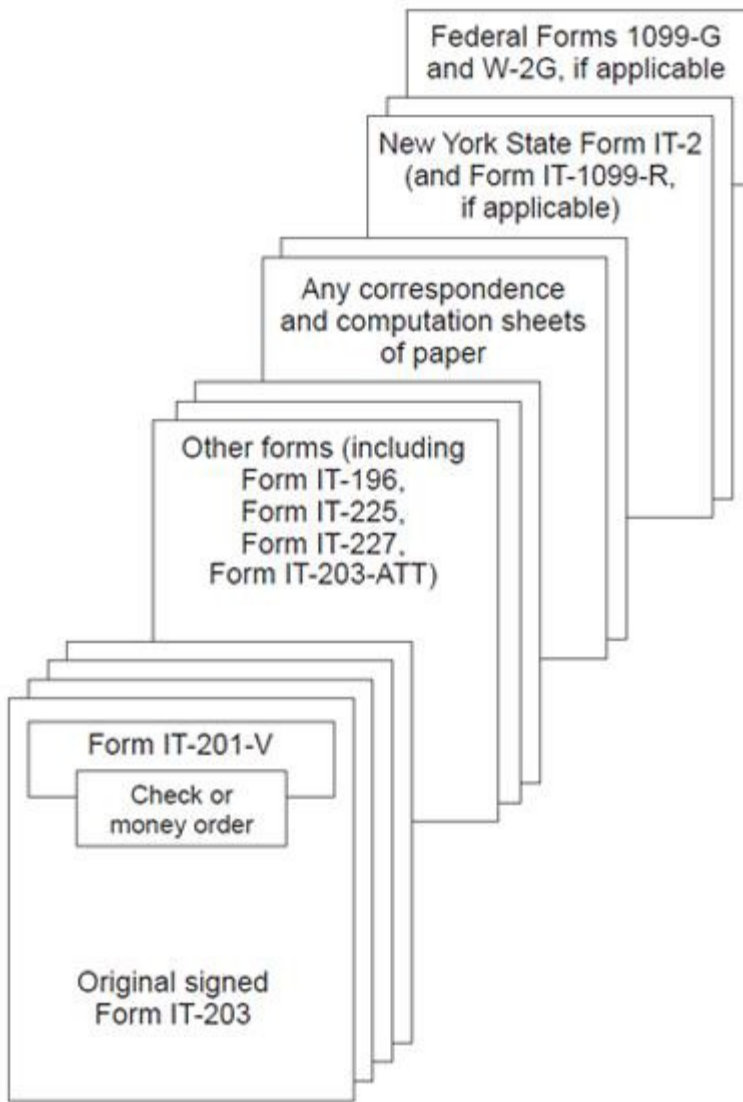 Federal Forms 1099-G
and W-2G, if applicable
New York State Form IT-2
(and Form IT-1099-R,
if applicable)
Any correspondence
and computation sheets
of paper
Other forms (including
Form IT-196,
Form IT-225,
Form IT-227,
Form IT-203-ATT)
Form IT-201-V
Check or
money order
Original signed
Form IT-203